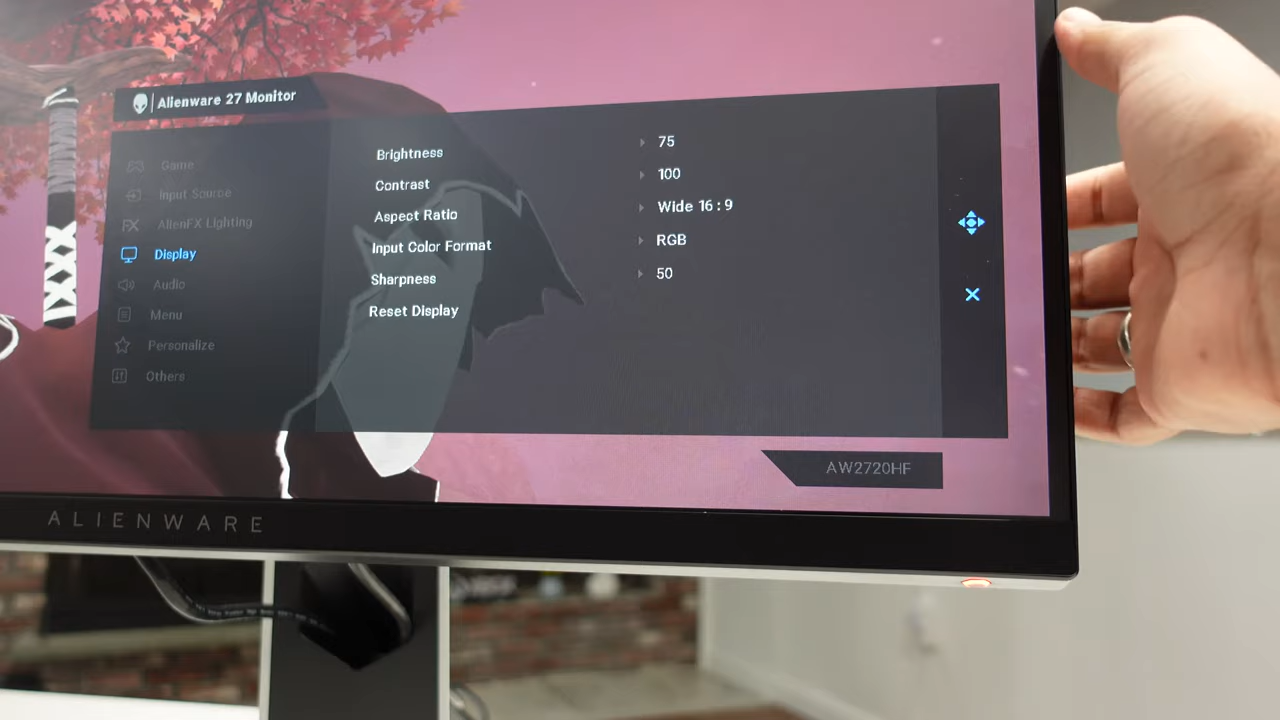 Alienware 27 Monitor
Game
Input Source
AlienFX Lighting
Display
Audio
Menu
Personalize
Others
Brightness 75
Contrast 100
Aspect Ratio Wide 16:9
Input Color Format RGB
Sharpness 50
Reset Display
AW2720HF
ALIENWARE